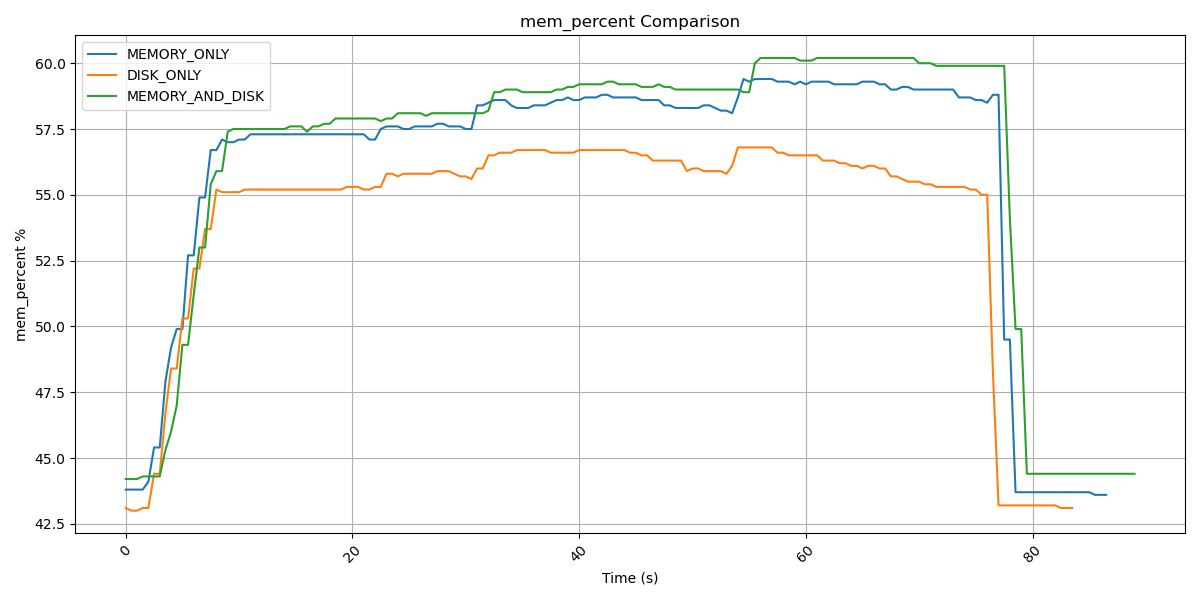 mem_percent Comparison
MEMORY_ONLY
DISK_ONLY
MEMORY_AND_DISK
mem_percent %
60.0
57.5
55.0
52.5
50.0
47.5
45.0
42.5
0
20
40
60
80
Time (s)